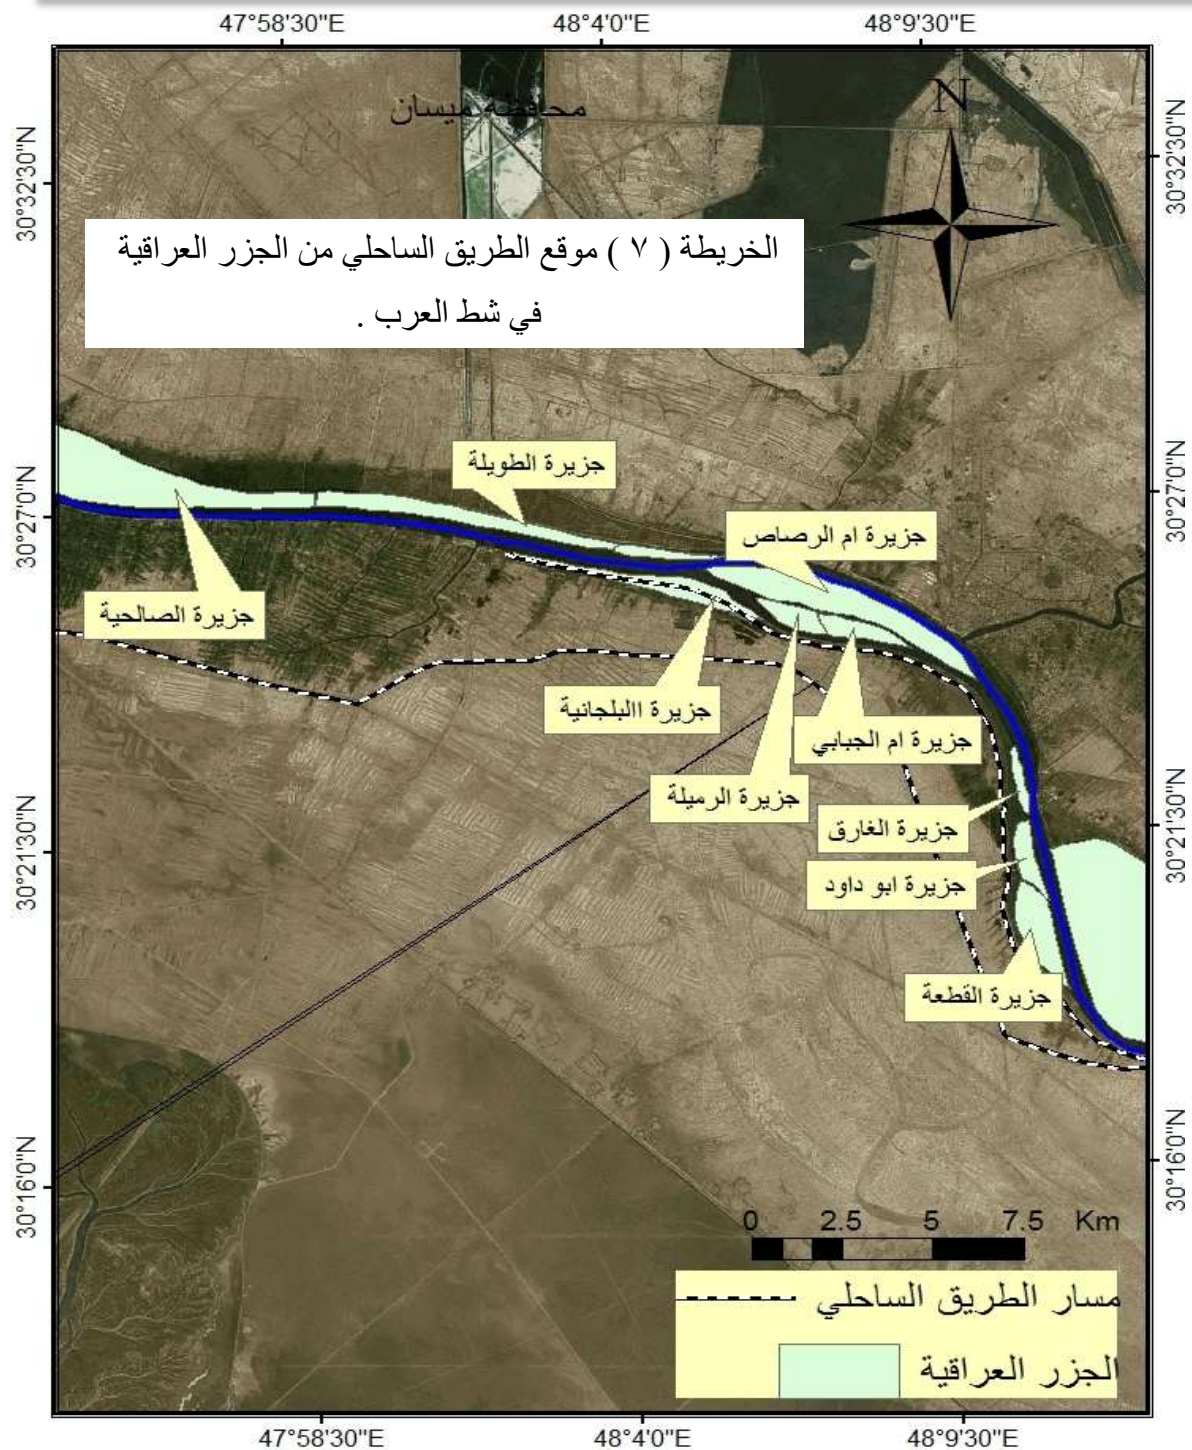 47°58'30"E
48°4'0"E
48°9'30"E
محافظة ميسان
N
30°32'30"N
30°32'30"N
الخريطة ( ٧ ) موقع الطريق الساحلي من الجزر العراقية
في شط العرب .
جزيرة الطويلة
30°27'0"N
30°27'0"N
جزيرة ام الرصاص
جزيرة الصالحية
جزيرة االبلجانية
جزيرة ام الجبابي
جزيرة الرميلة
جزيرة الغارق
30°21'30"N
30°21'30"N
جزيرة ابو داود
جزيرة القطعة
30°16'0"N
30°16'0"N
0 2.5 5 7.5 Km
مسار الطريق الساحلي
الجزر العراقية
47°58'30"E
48°4'0"E
48°9'30"E